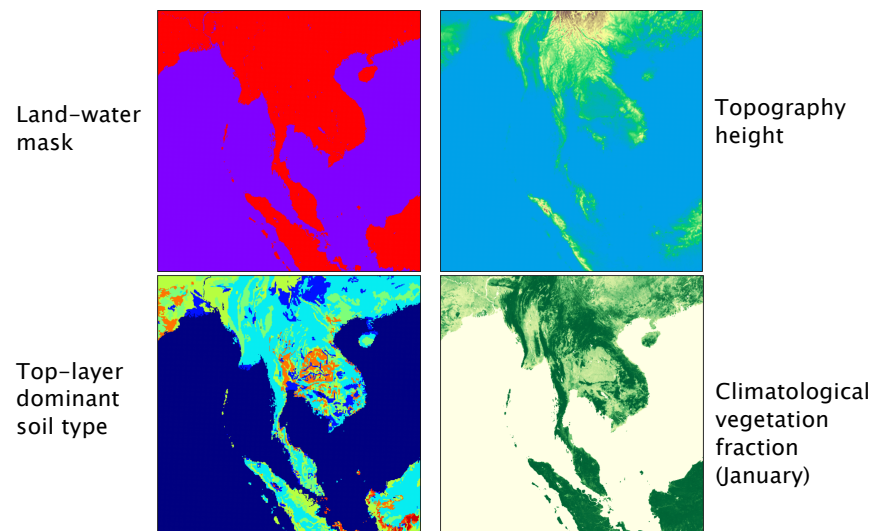 Land-water
mask
Topography
height
Top-layer
dominant
soil type
Climatological
vegetation
fraction
(January)